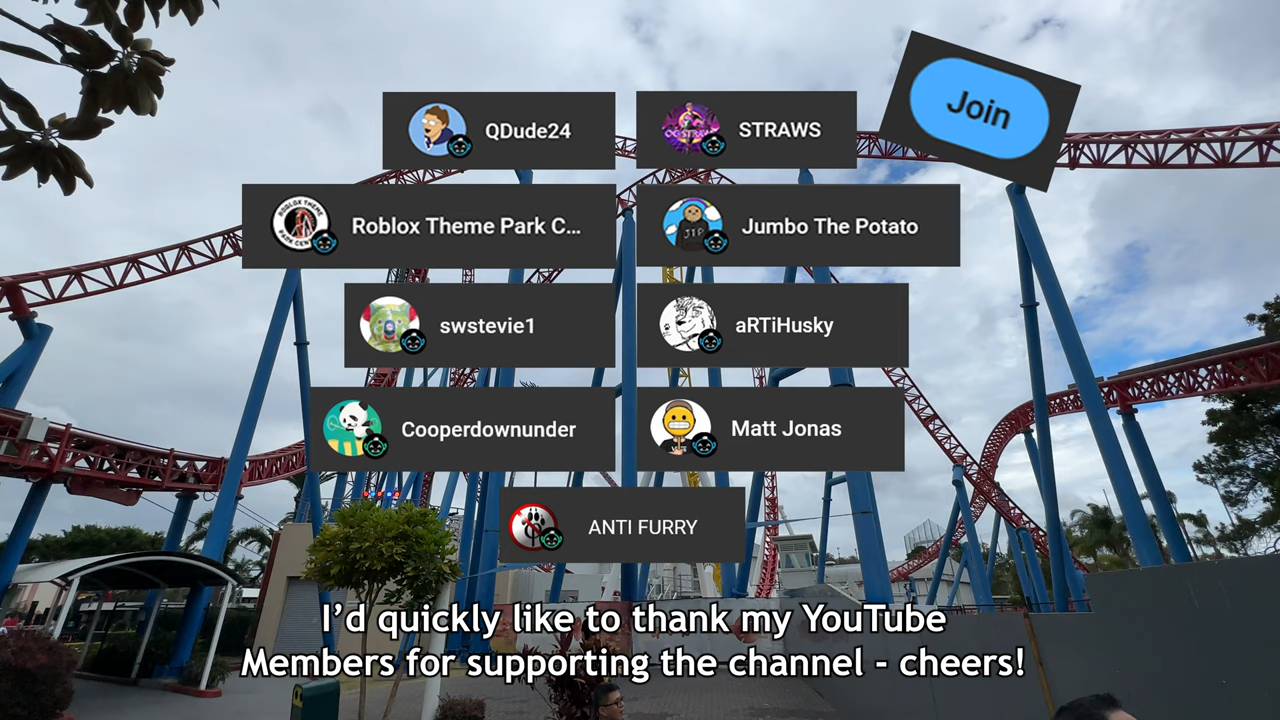 QDude24
STRAWS
Join
Roblox Theme Park C...
Jumbo The Potato
JTP
swstevie1
aRTiHusky
Cooperdownunder
Matt Jonas
ANTI FURRY
I'd quickly like to thank my YouTube
Members for supporting the channel - cheers!